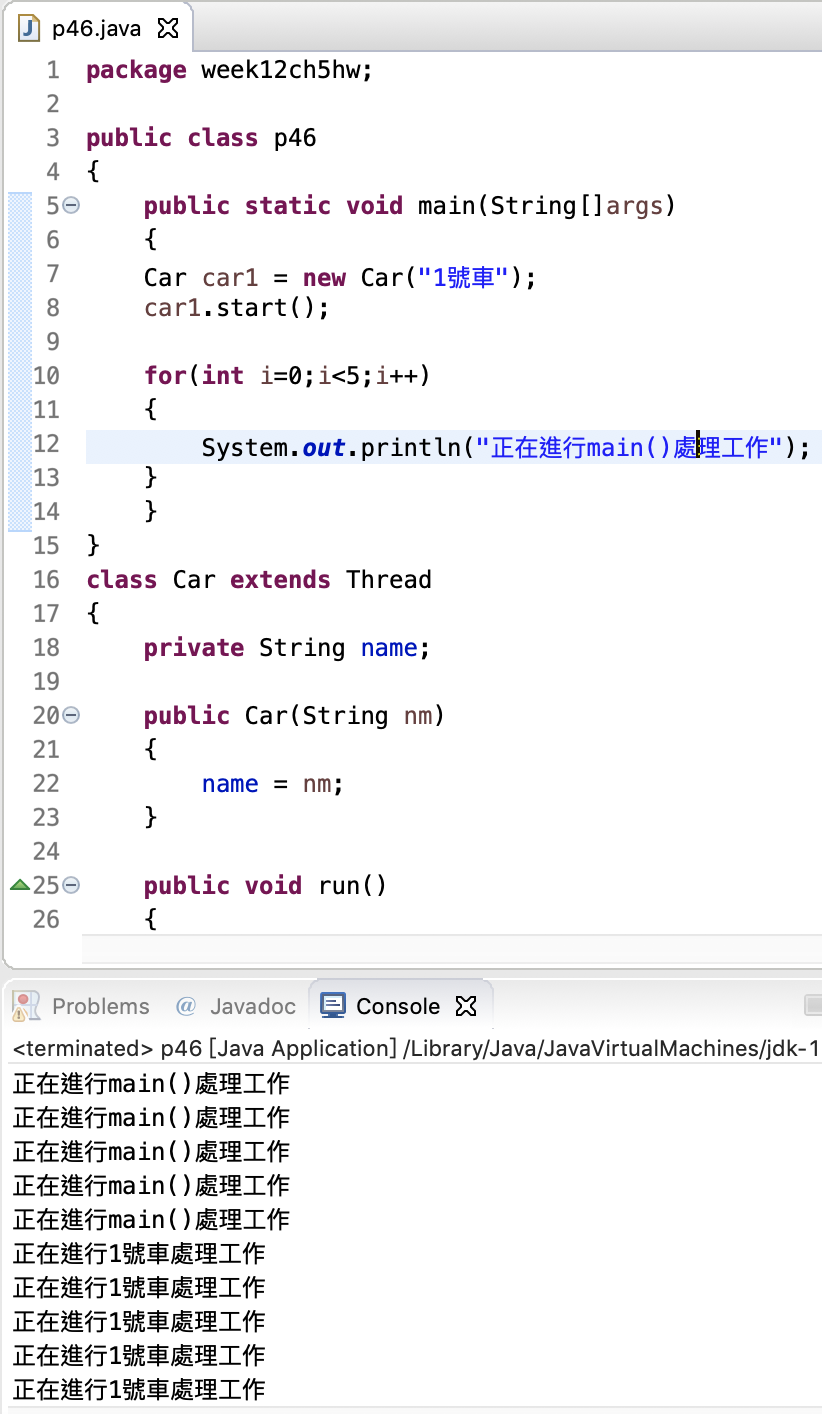 p46.java
1 package week12ch5hw;
2
3 public class p46
4 {
5 public static void main(String[]args)
6 {
7 Car car1 = new Car("1號車");
8 car1.start();
9
10 for(int i=0;i<5;i++)
11 {
12 System.out.println("正在進行main()處理工作");
13 }
14 }
15 }
16 class Car extends Thread
17 {
18 private String name;
19
20 public Car(String nm)
21 {
22 name = nm;
23 }
24
25 public void run()
26 {
Problems @ Javadoc Console
<terminated> p46 [Java Application] /Library/Java/JavaVirtualMachines/jdk-1
正在進行main()處理工作
正在進行main()處理工作
正在進行main()處理工作
正在進行main()處理工作
正在進行main()處理工作
正在進行1號車處理工作
正在進行1號車處理工作
正在進行1號車處理工作
正在進行1號車處理工作
正在進行1號車處理工作